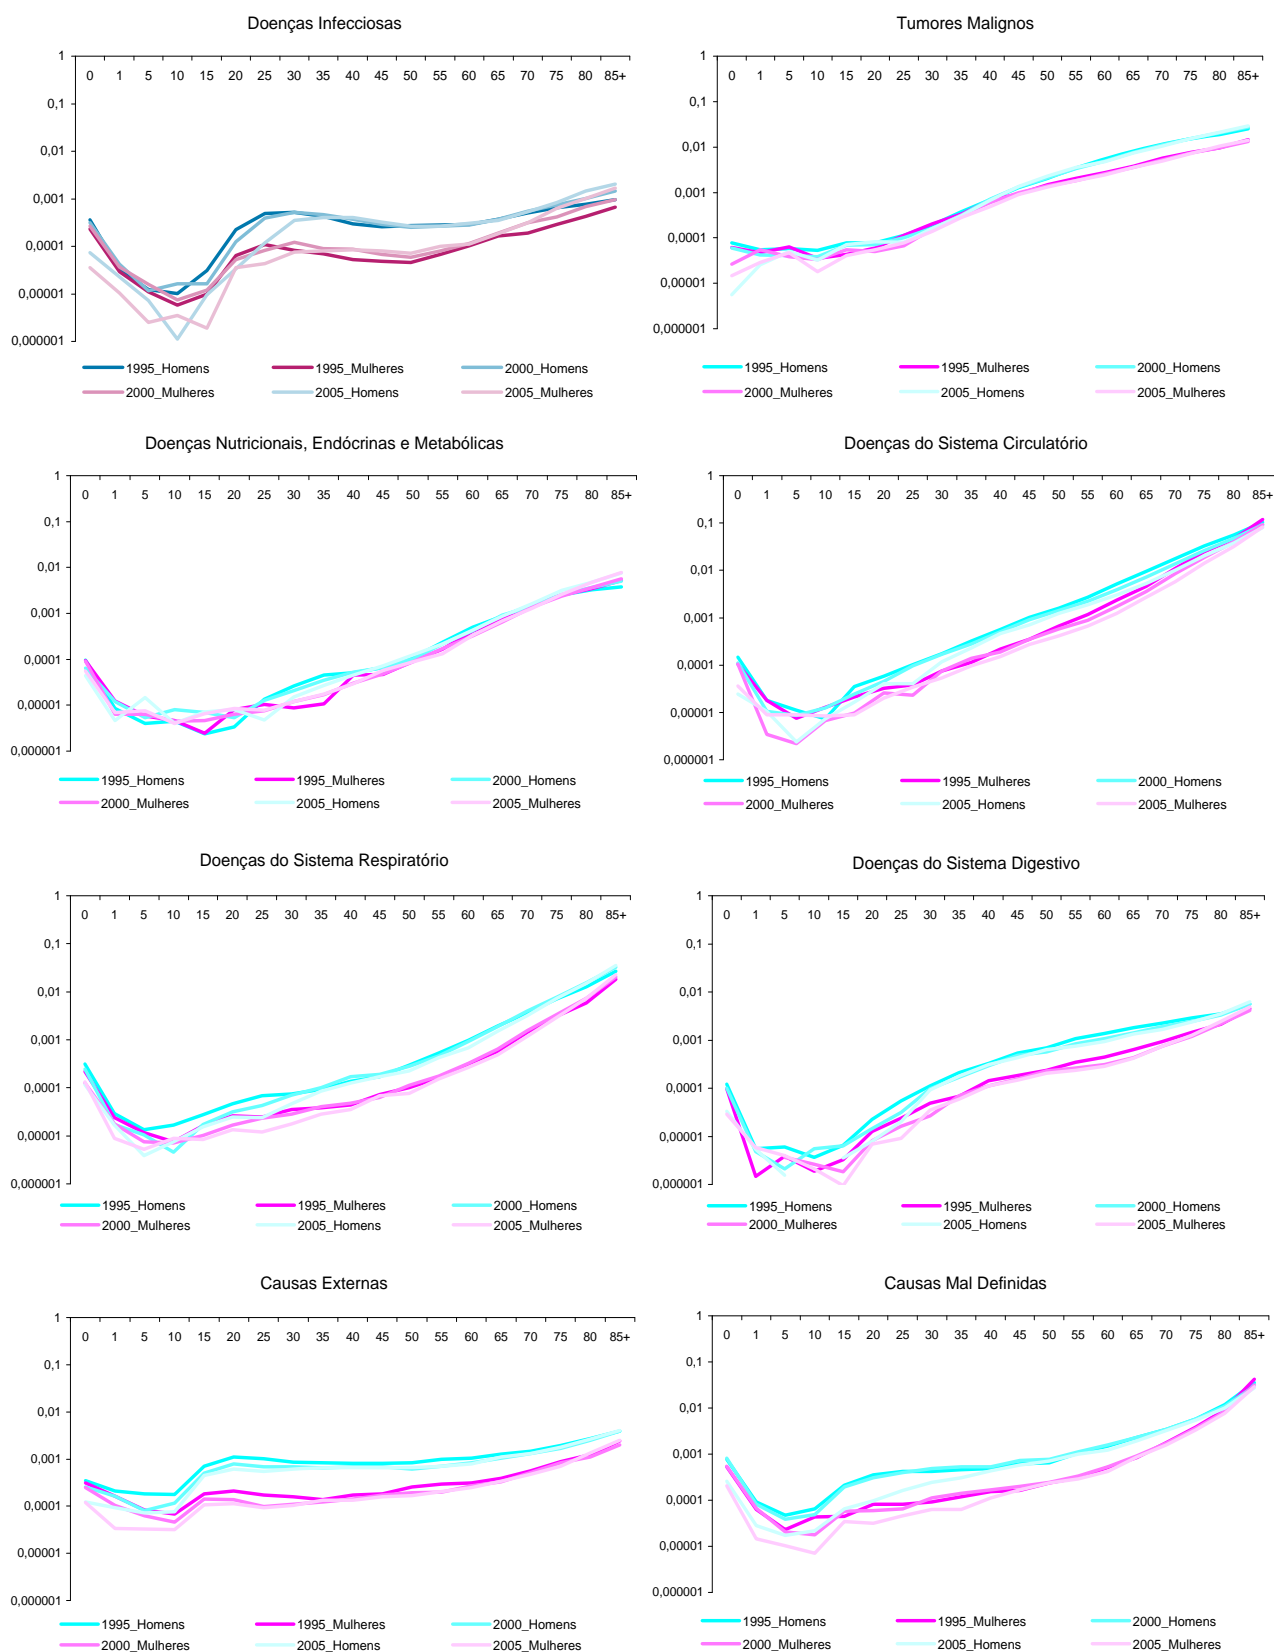 Doenças Infecciosas
1
0,1
0,01
0,001
0,0001
0,00001
0,000001
0 1 5 10 15 20 25 30 35 40 45 50 55 60 65 70 75 80 85+
1995_Homens 1995_Mulheres 2000_Homens
2000_Mulheres 2005_Homens 2005_Mulheres
Tumores Malignos
1
0,1
0,01
0,001
0,0001
0,00001
0,000001
0 1 5 10 15 20 25 30 35 40 45 50 55 60 65 70 75 80 85+
1995_Homens 1995_Mulheres 2000_Homens
2000_Mulheres 2005_Homens 2005_Mulheres
Doenças Nutricionais, Endócrinas e Metabólicas
1
0,1
0,01
0,001
0,0001
0,00001
0,000001
0 1 5 10 15 20 25 30 35 40 45 50 55 60 65 70 75 80 85+
1995_Homens 1995_Mulheres 2000_Homens
2000_Mulheres 2005_Homens 2005_Mulheres
Doenças do Sistema Circulatório
1
0,1
0,01
0,001
0,0001
0,00001
0,000001
0 1 5 10 15 20 25 30 35 40 45 50 55 60 65 70 75 80 85+
1995_Homens 1995_Mulheres 2000_Homens
2000_Mulheres 2005_Homens 2005_Mulheres
Doenças do Sistema Respiratório
1
0,1
0,01
0,001
0,0001
0,00001
0,000001
0 1 5 10 15 20 25 30 35 40 45 50 55 60 65 70 75 80 85+
1995_Homens 1995_Mulheres 2000_Homens
2000_Mulheres 2005_Homens 2005_Mulheres
Doenças do Sistema Digestivo
1
0,1
0,01
0,001
0,0001
0,00001
0,000001
0 1 5 10 15 20 25 30 35 40 45 50 55 60 65 70 75 80 85+
1995_Homens 1995_Mulheres 2000_Homens
2000_Mulheres 2005_Homens 2005_Mulheres
Causas Externas
1
0,1
0,01
0,001
0,0001
0,00001
0,000001
0 1 5 10 15 20 25 30 35 40 45 50 55 60 65 70 75 80 85+
1995_Homens 1995_Mulheres 2000_Homens
2000_Mulheres 2005_Homens 2005_Mulheres
Causas Mal Definidas
1
0,1
0,01
0,001
0,0001
0,00001
0,000001
0 1 5 10 15 20 25 30 35 40 45 50 55 60 65 70 75 80 85+
1995_Homens 1995_Mulheres 2000_Homens
2000_Mulheres 2005_Homens 2005_Mulheres